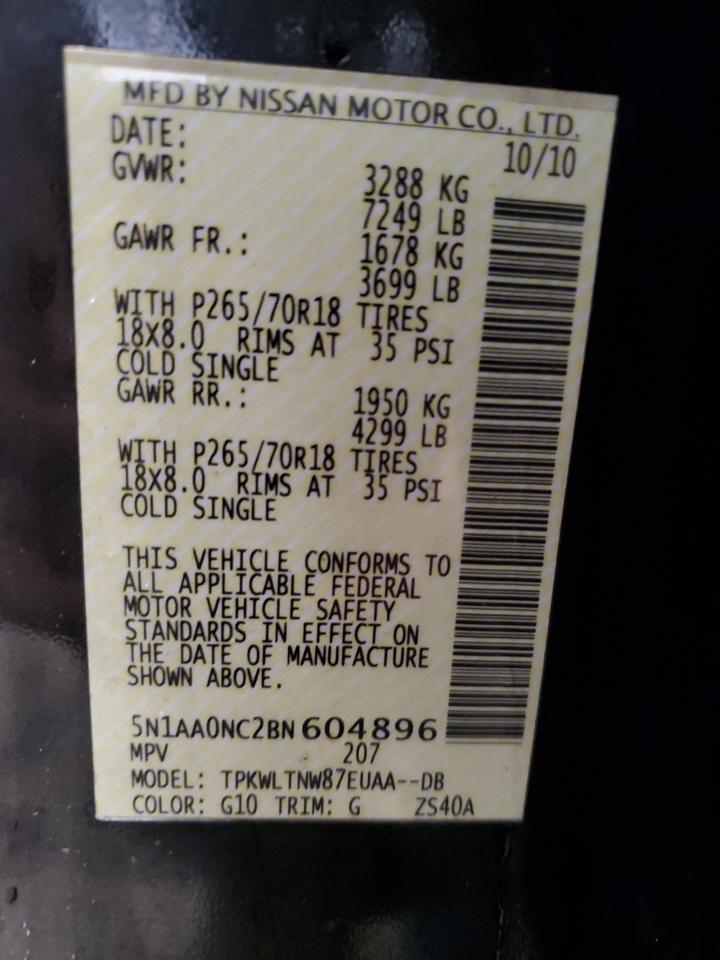 MFD BY NISSAN MOTOR CO., LTD.
DATE: 10/10
GVWR: 3288 KG
7249 LB
GAWR FR.: 1678 KG
3699 LB
WITH P265/70R18 TIRES
18X8.0 RIMS AT 35 PSI
COLD SINGLE
GAWR RR.: 1950 KG
4299 LB
WITH P265/70R18 TIRES
18X8.0 RIMS AT 35 PSI
COLD SINGLE
THIS VEHICLE CONFORMS TO
ALL APPLICABLE FEDERAL
MOTOR VEHICLE SAFETY
STANDARDS IN EFFECT ON
THE DATE OF MANUFACTURE
SHOWN ABOVE.
5N1AA0NC2BN604896
MPV 207
MODEL: TPKWLTNW87EUAA--DB
COLOR: G10 TRIM: G ZS40A